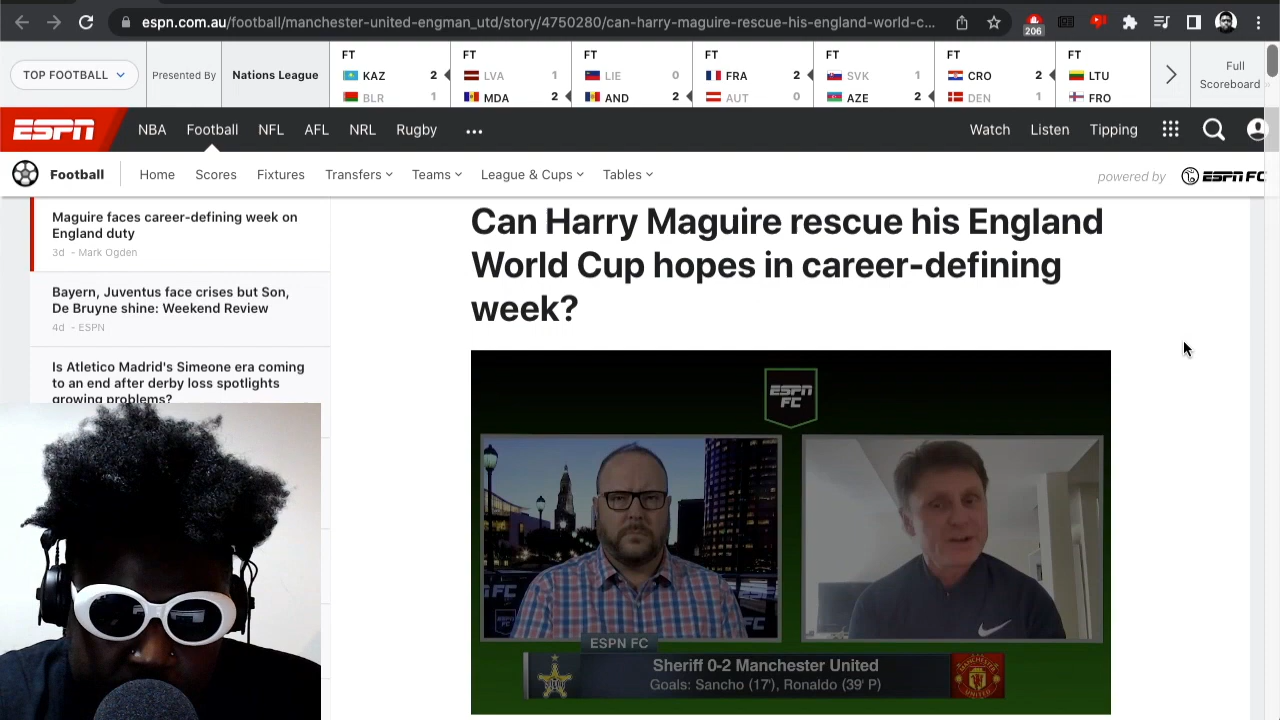 espn.com.au/football/manchester-united-engman_utd/story/4750280/can-harry-maguire-rescue-his-england-world-c...
206
TOP FOOTBALL
Presented By
Nations League
FT
KAZ 2
BLR 1
FT
LVA 1
MDA 2
FT
LIE 0
AND 2
FT
FRA 2
AUT 0
FT
SVK 1
AZE 2
FT
CRO 2
DEN 1
FT
LTU
FRO
Full
Scoreboard
ESPN
NBA Football NFL AFL NRL Rugby ...
Watch Listen Tipping
Football
Home Scores Fixtures Transfers Teams League & Cups Tables
powered by ESPN FC
Maguire faces career-defining week on
England duty
3d - Mark Ogden
Bayern, Juventus face crises but Son,
De Bruyne shine: Weekend Review
4d - ESPN
Is Atletico Madrid's Simeone era coming
to an end after derby loss spotlights
growing problems?
Can Harry Maguire rescue his England
World Cup hopes in career-defining
week?
ESPN
FC
FC
FC
ESPN FC
Sheriff 0-2 Manchester United
Goals: Sancho (17'), Ronaldo (39' P)
MANCHESTER
UNITED